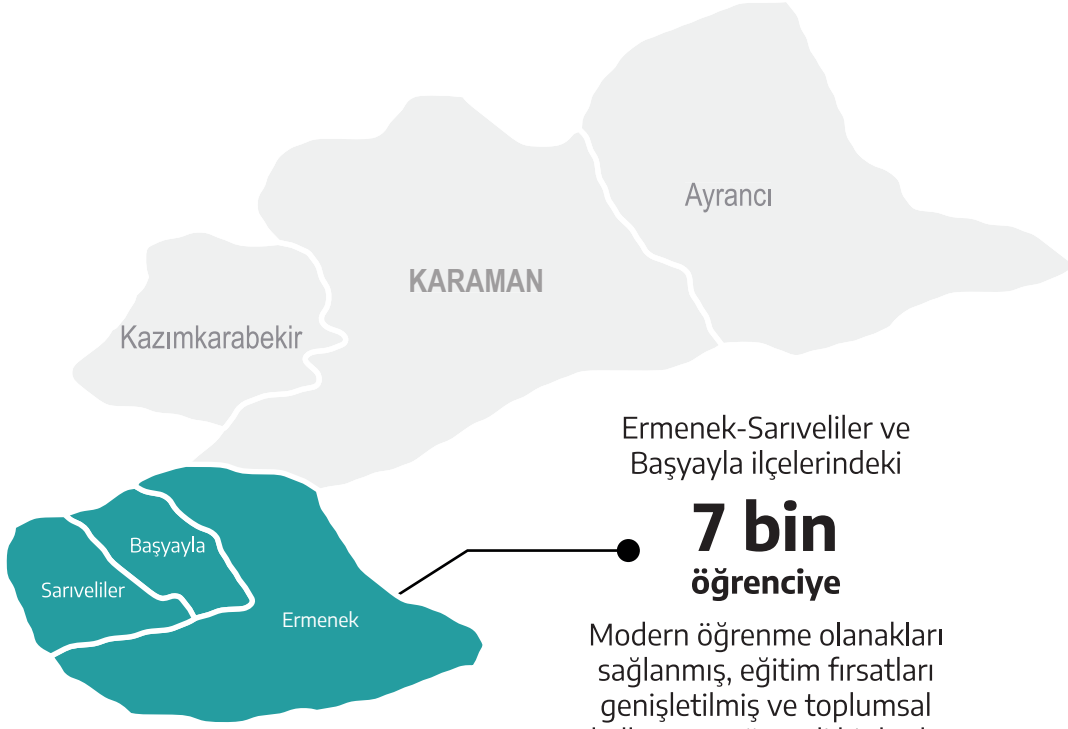 Ayrancı
KARAMAN
Kazımkarabekir
Ermenek-Sarıveliler ve
Başyayla ilçelerindeki
7 bin
öğrenciye
Başyayla
Sarıveliler
Ermenek
Modern öğrenme olanakları
sağlanmış, eğitim fırsatları
genişletilmiş ve toplumsal